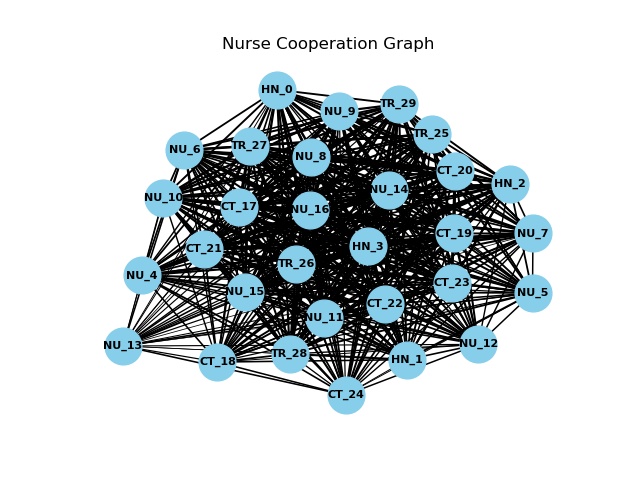 Nurse Cooperation Graph
HN_0
TR_29
NU_9
TR_25
TR_27
NU_6
NU_8
CT_20
HN_2
NU_14
NU_10
CT_17
NU_16
CT_19
NU_7
HN_3
CT_21
TR_26
NU_4
CT_23
NU_15
NU_5
CT_22
NU_11
NU_12
NU_13
TR_28
HN_1
CT_18
CT_24